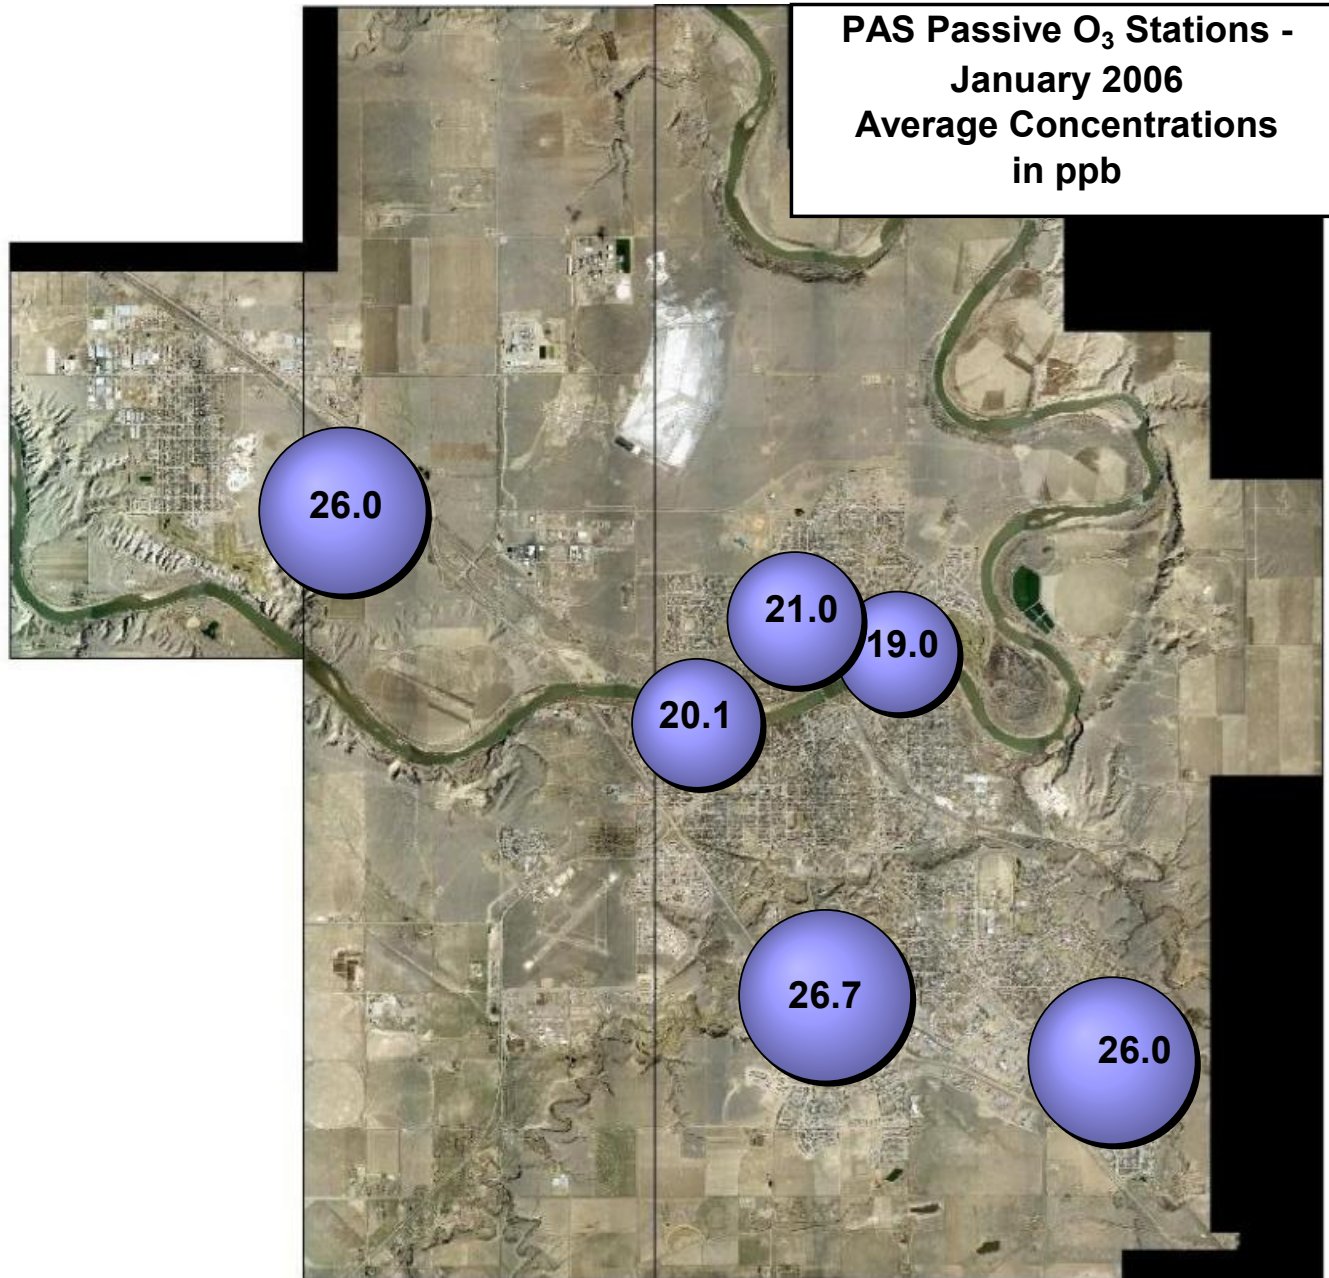 PAS Passive O₃ Stations -
January 2006
Average Concentrations
in ppb
26.0
21.0
19.0
20.1
26.7
26.0